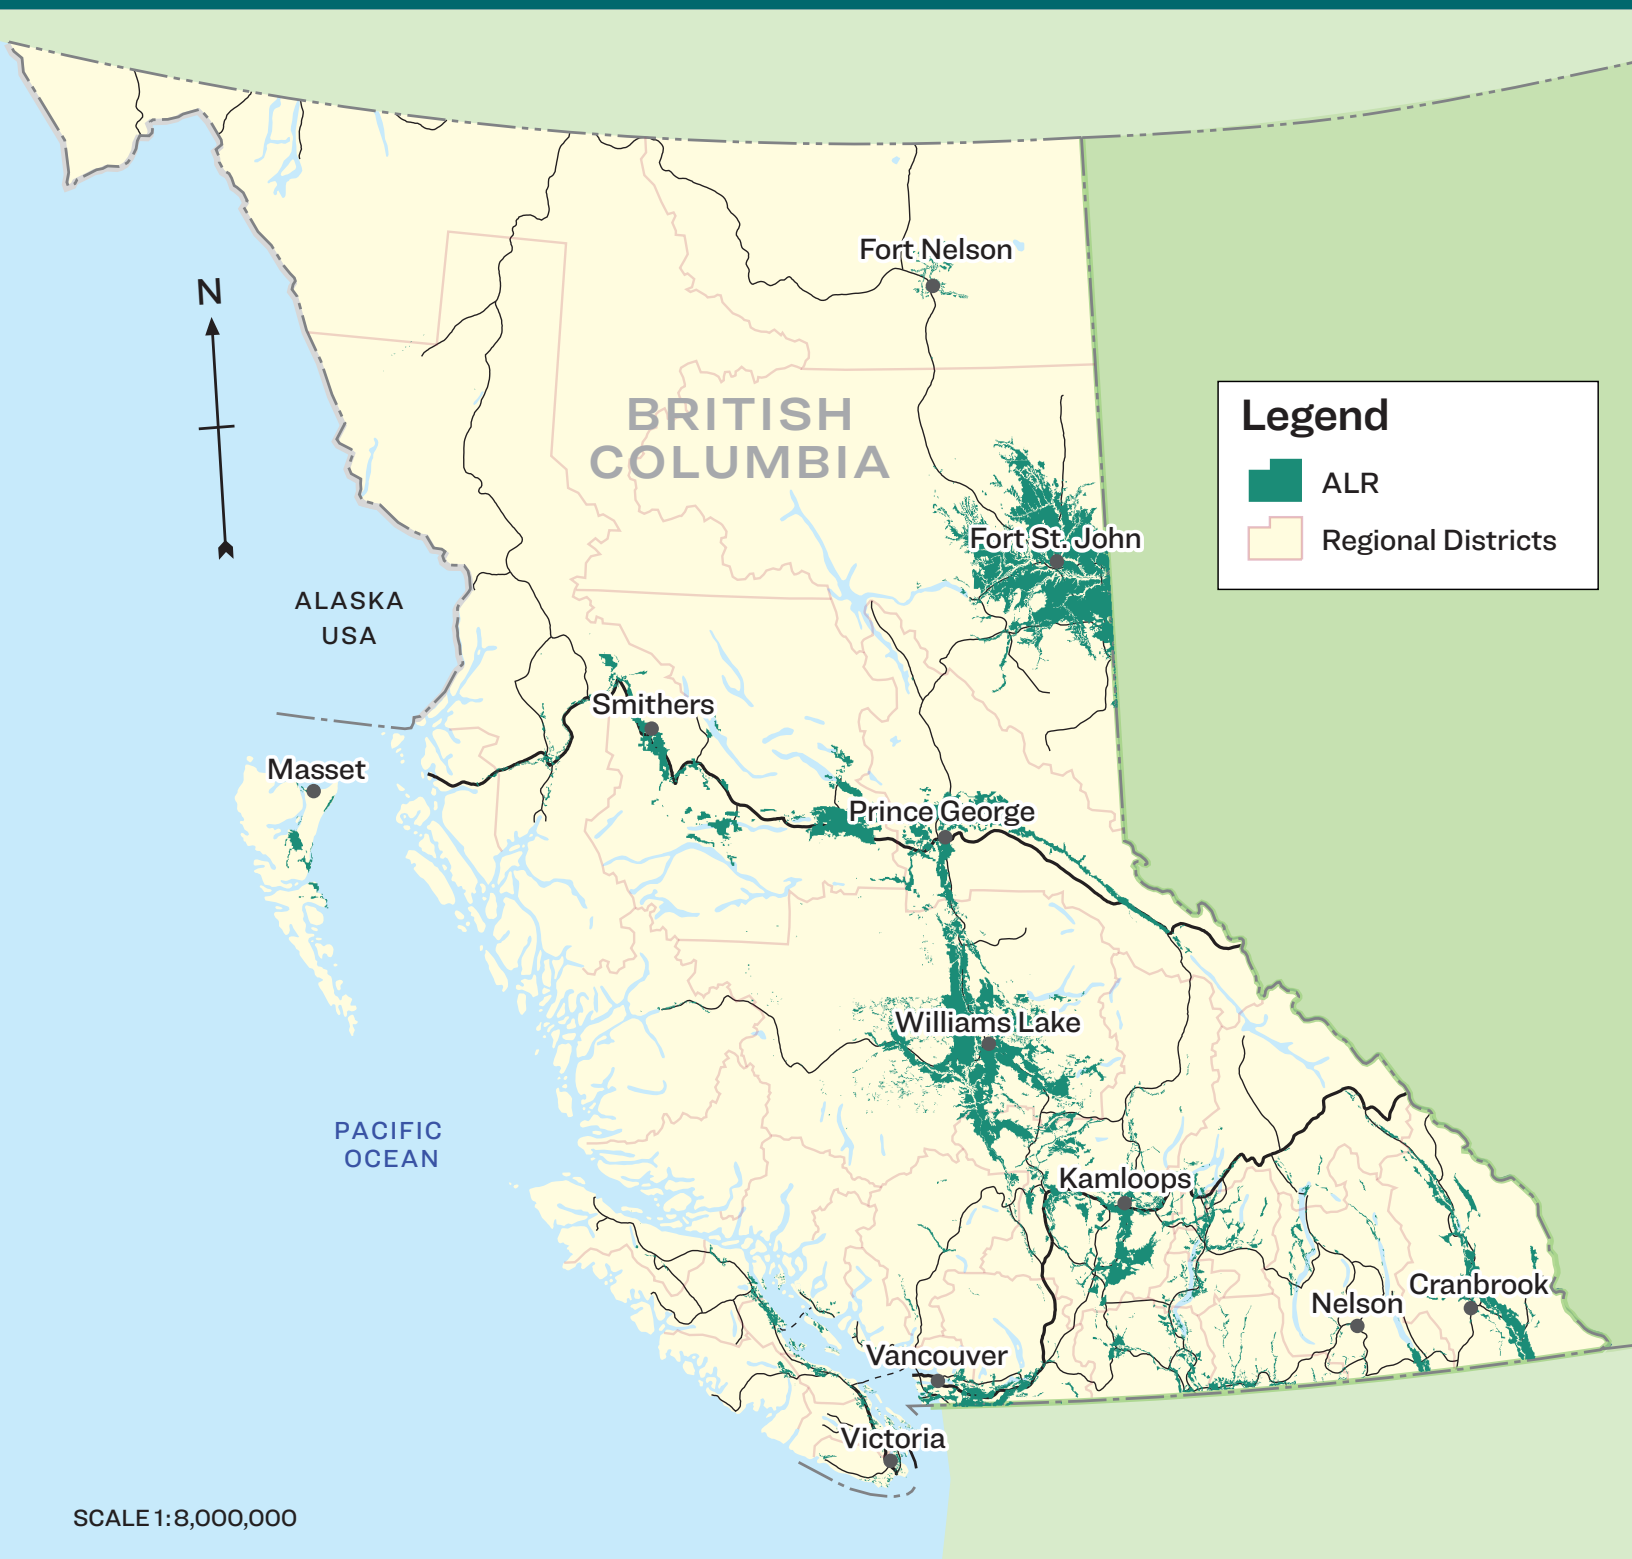 Fort Nelson
N
BRITISH
COLUMBIA
Legend
ALR
Regional Districts
Fort St. John
ALASKA
USA
Smithers
Masset
Prince George
Williams Lake
PACIFIC
OCEAN
Kamloops
Cranbrook
Nelson
Vancouver
Victoria
SCALE 1:8,000,000